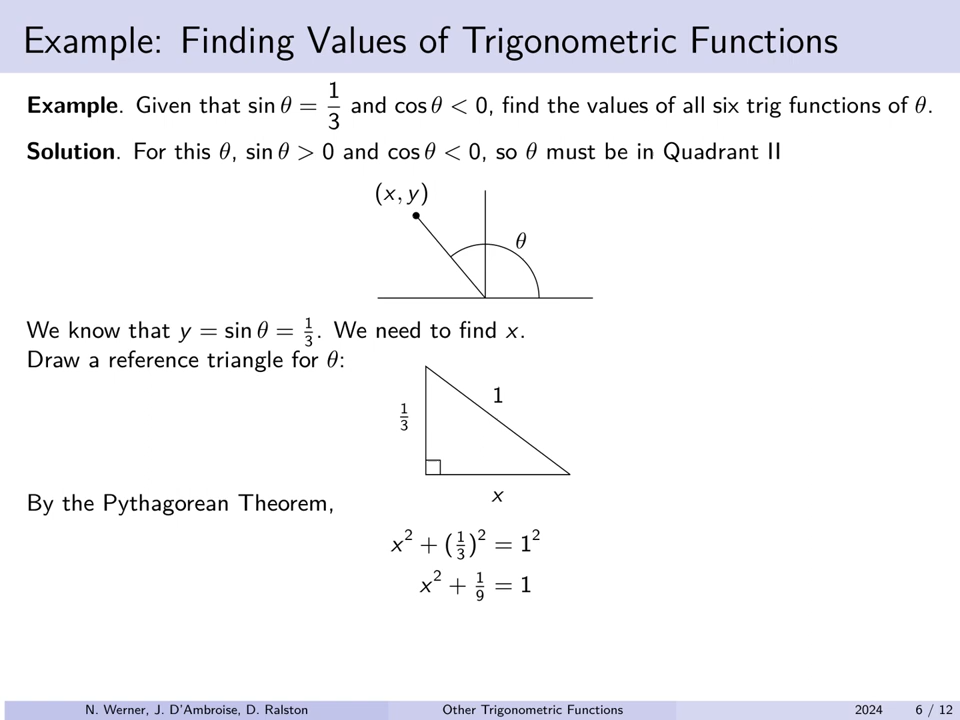 Example: Finding Values of Trigonometric Functions
Example. Given that sin θ = 1/3 and cos θ < 0, find the values of all six trig functions of θ.
Solution. For this θ, sin θ > 0 and cos θ < 0, so θ must be in Quadrant II
(x, y)
θ
We know that y = sin θ = 1/3. We need to find x.
Draw a reference triangle for θ:
1
1/3
x
By the Pythagorean Theorem,
x² + (1/3)² = 1²
x² + 1/9 = 1
N. Werner, J. D'Ambroise, D. Ralston Other Trigonometric Functions 2024 6 / 12